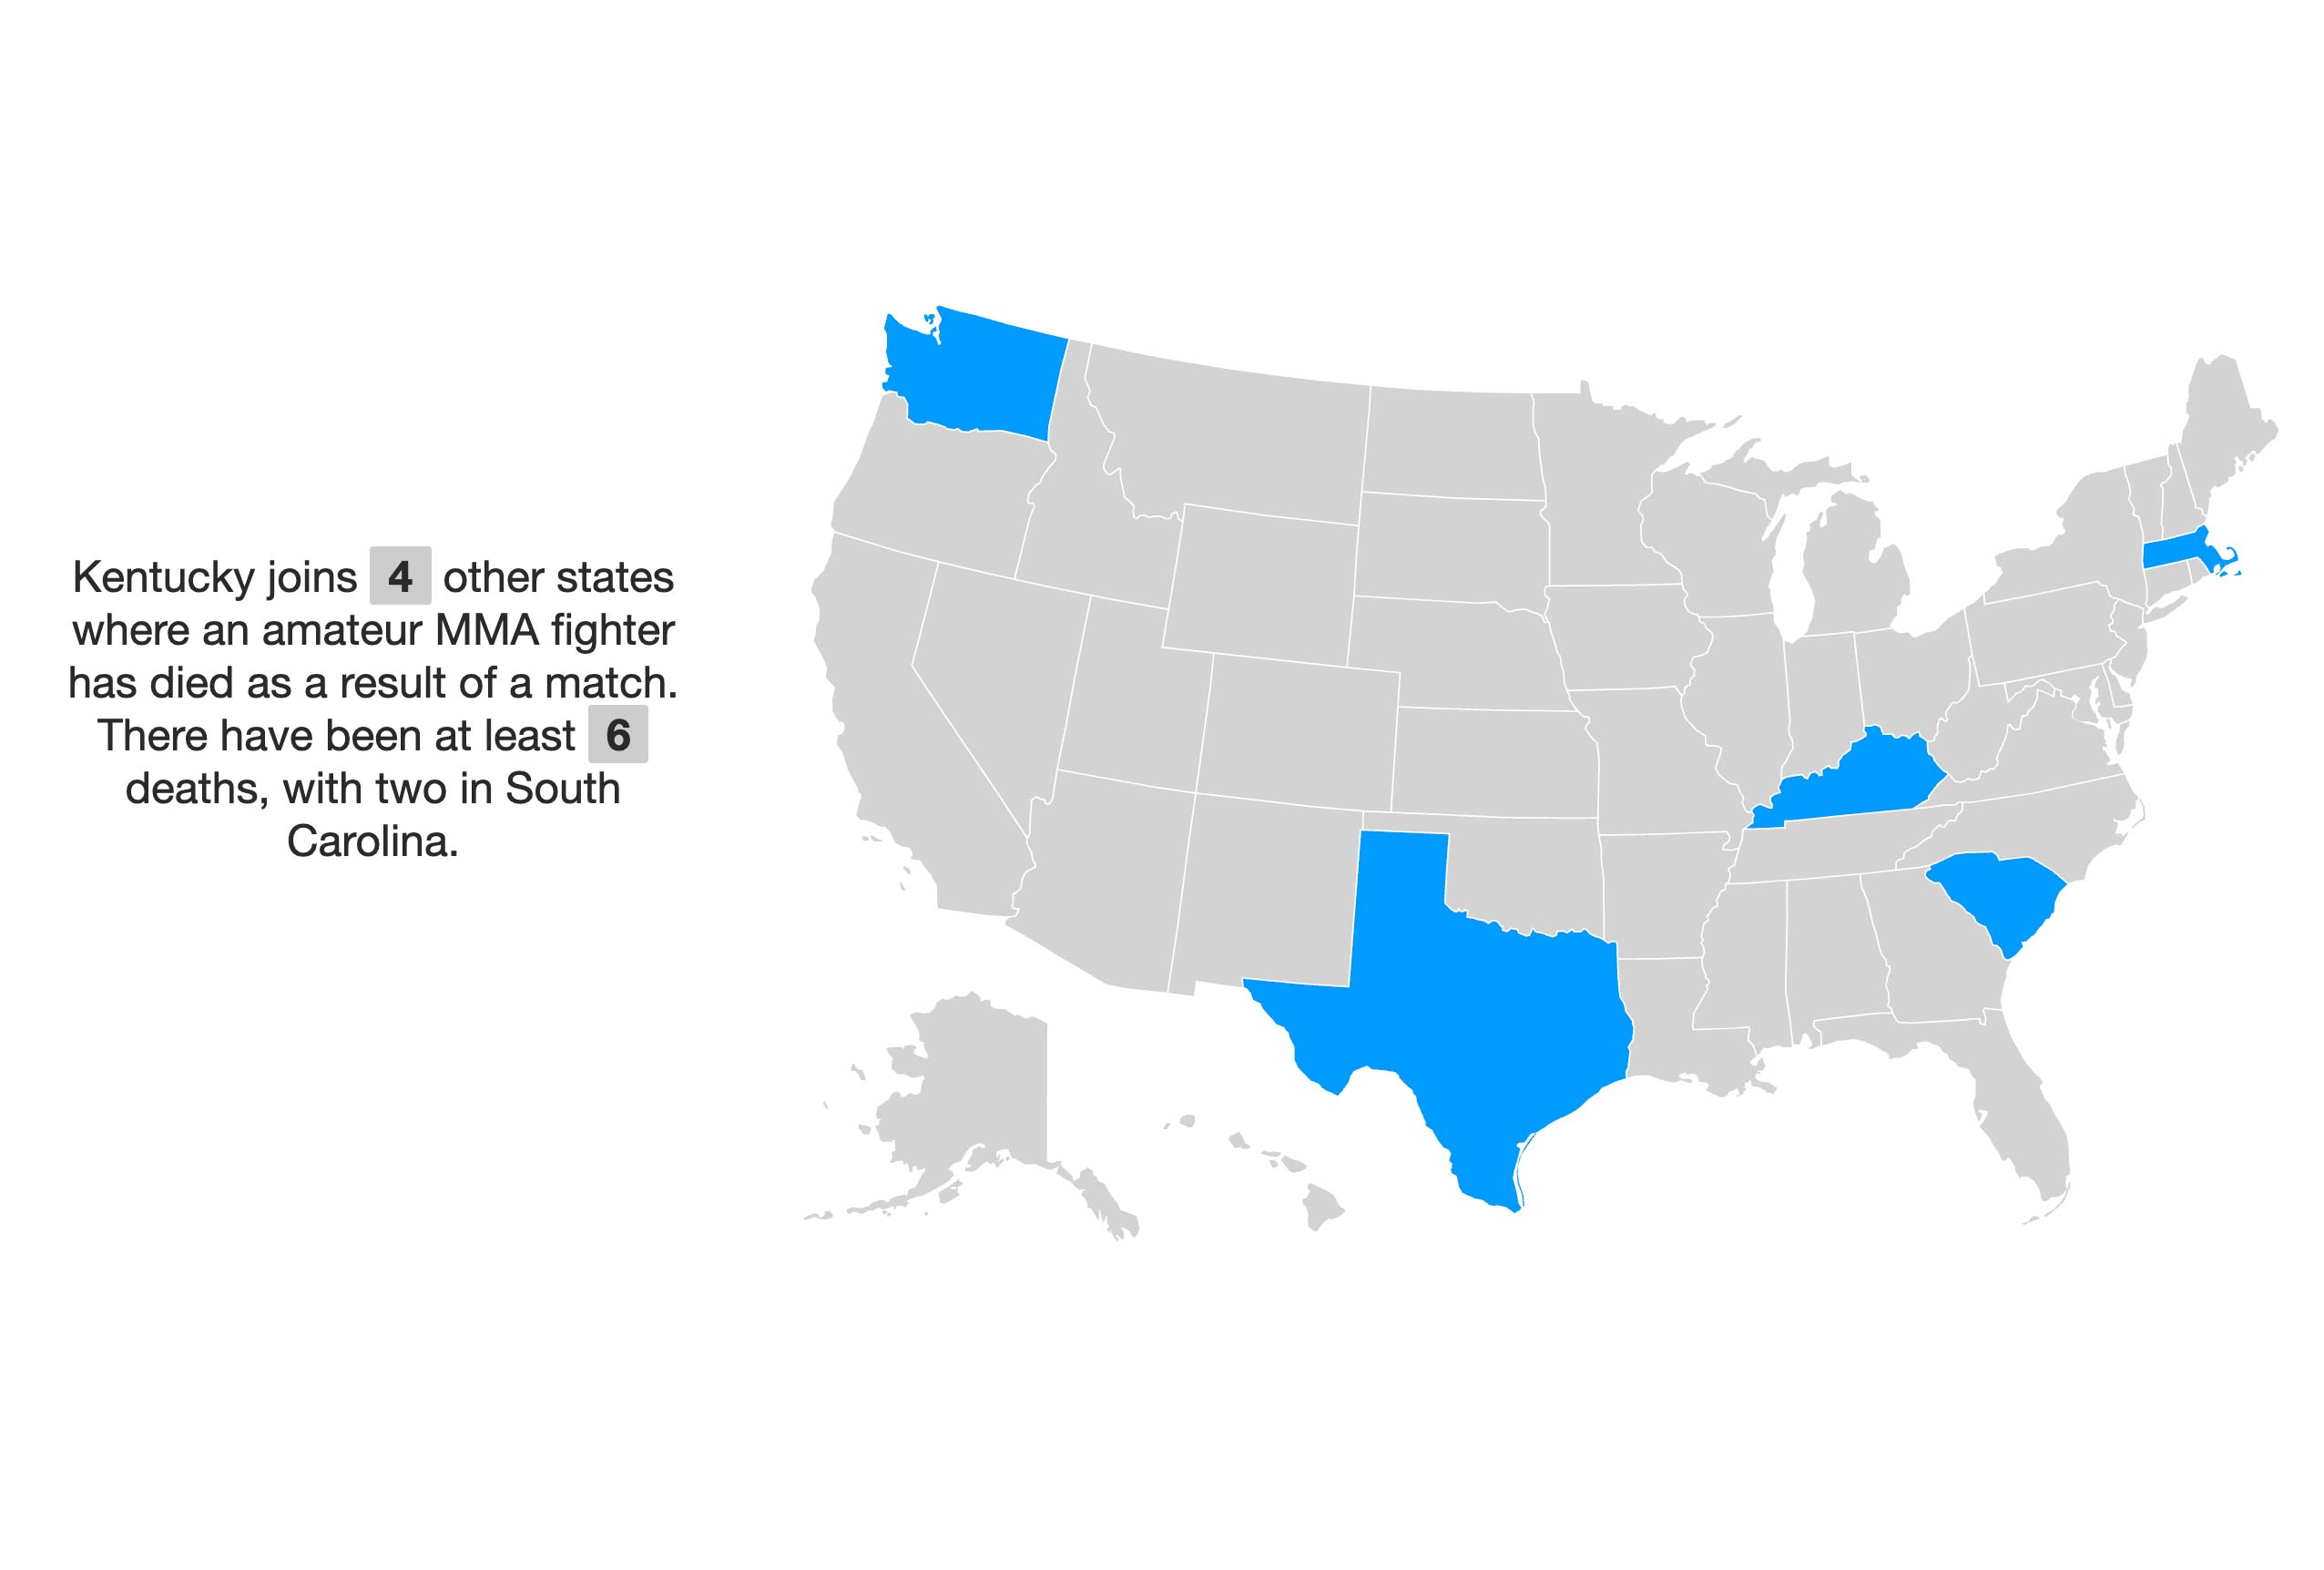 Kentucky joins 4 other states
where an amateur MMA fighter
has died as a result of a match.
There have been at least 6
deaths, with two in South
Carolina.